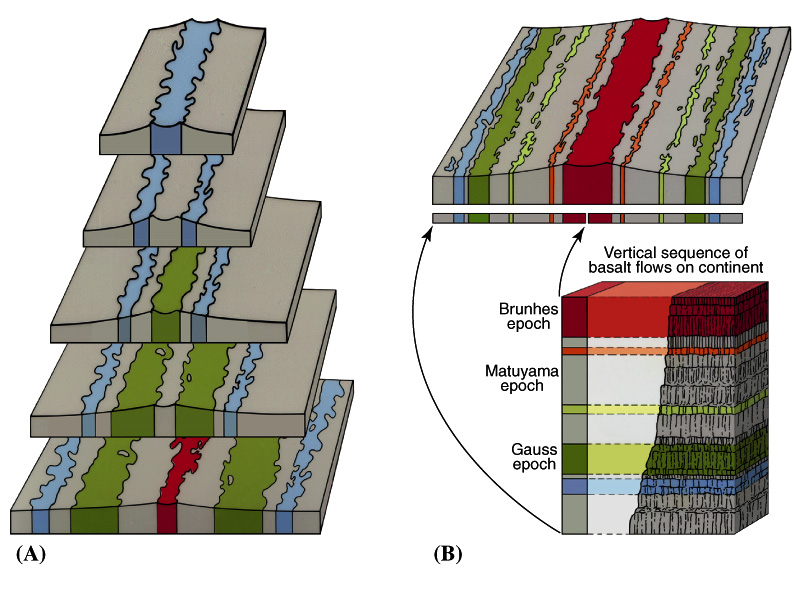 Vertical sequence of
basalt flows on continent
Brunhes
epoch
Matuyama
epoch
Gauss
epoch
(A)
(B)